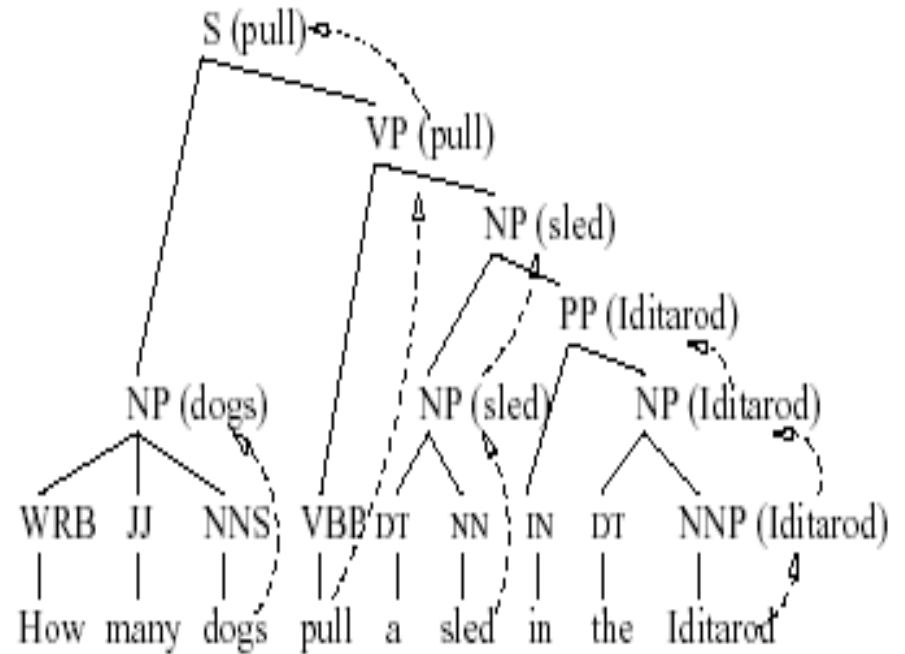 S (pull)
VP (pull)
NP (sled)
PP (Iditarod)
NP (dogs) NP (sled) NP (Iditarod)
WRB JJ NNS VBP DT NN IN DT NNP (Iditarod)
How many dogs pull a sled in the Iditarod